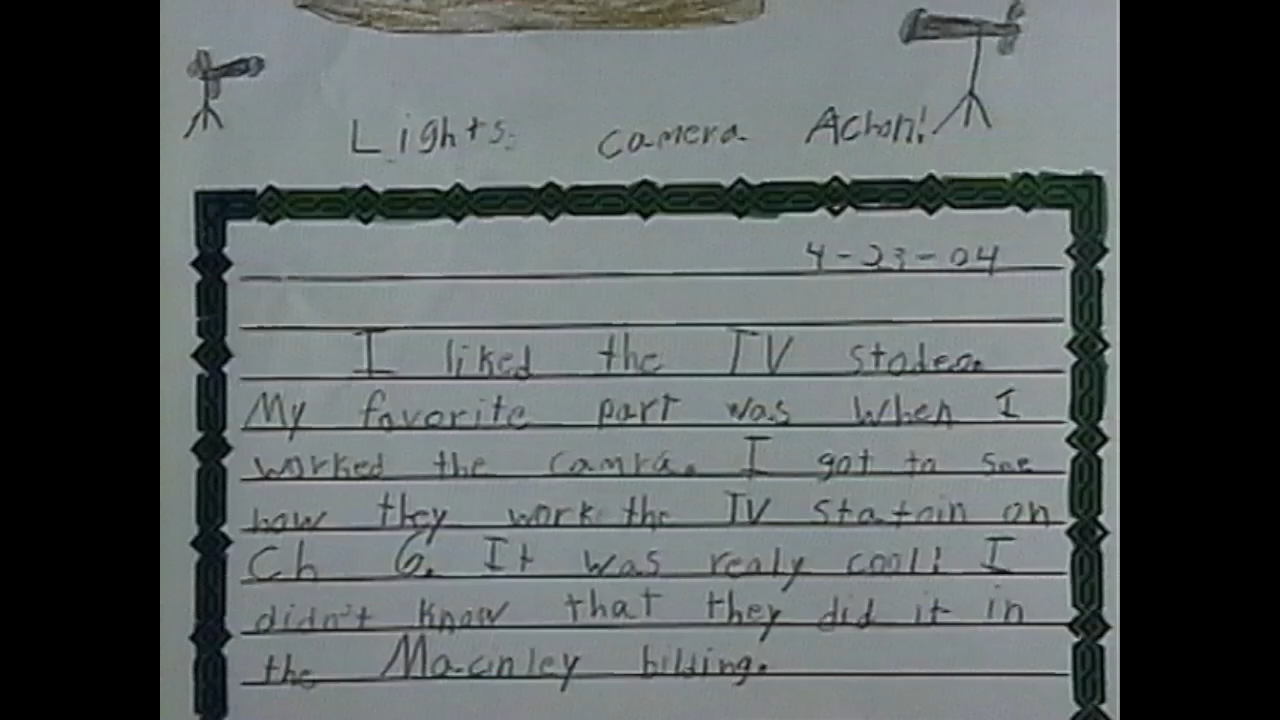 Lights. camera. Action!
4-23-04
I liked the TV stodeo.
My favorite part was when I
worked the camra. I got to see
how they work the TV statoin on
Ch 6. It was realy cool! I
didn't know that they did it in
the Macinley bilding.